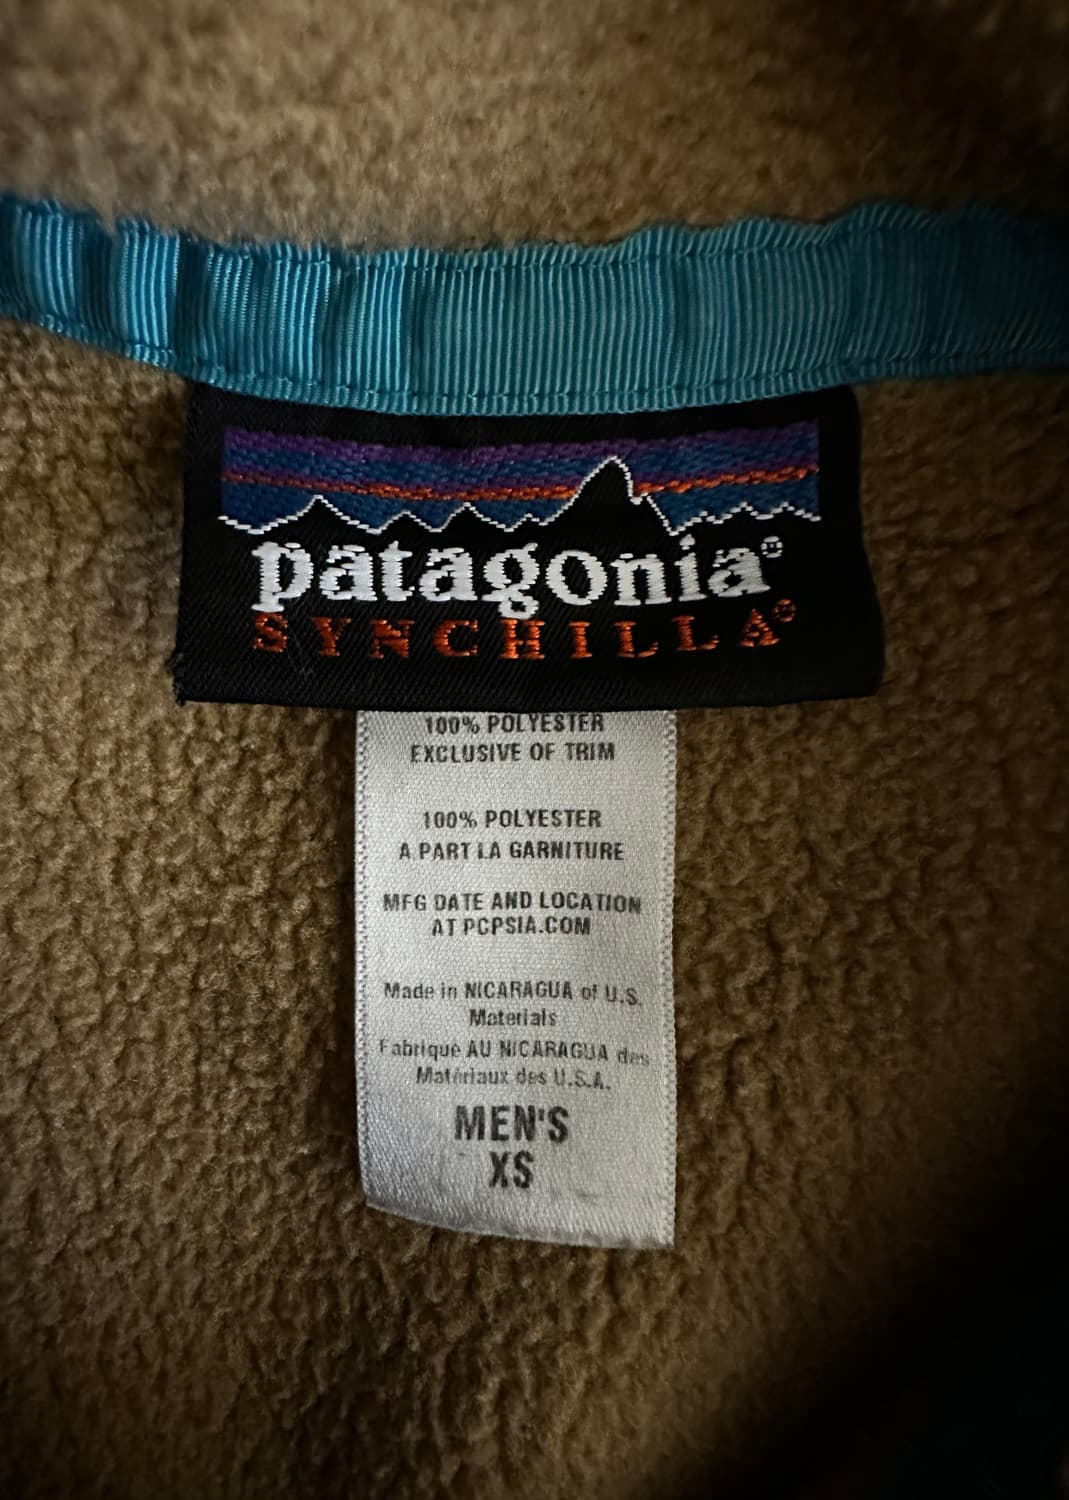 patagonia®
SYNCHILLA®
100% POLYESTER
EXCLUSIVE OF TRIM
100% POLYESTER
A PART LA GARNITURE
MFG DATE AND LOCATION
AT PCPSIA.COM
Made in NICARAGUA of U.S.
Materials
Fabriqué AU NICARAGUA des
Matériaux des U.S.A.
MEN'S
XS